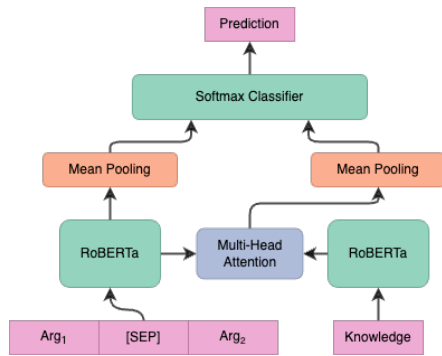 Prediction
Softmax Classifier
Mean Pooling
Mean Pooling
RoBERTa
Multi-Head
Attention
RoBERTa
Arg₁
[SEP]
Arg₂
Knowledge